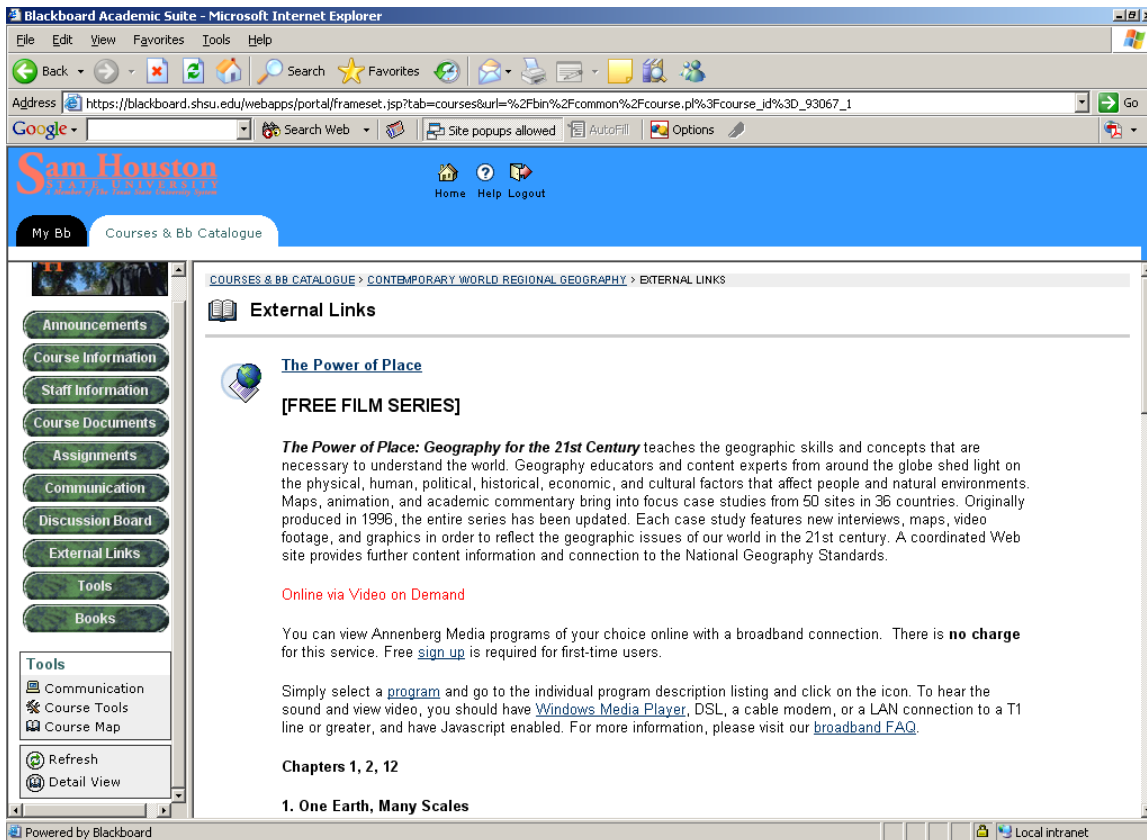 Blackboard Academic Suite - Microsoft Internet Explorer
File Edit View Favorites Tools Help
Back Search Favorites
Address https://blackboard.shsu.edu/webapps/portal/frameset.jsp?tab=courses&url=%2Fbin%2Fcommon%2Fcourse.pl%3Fcourse_id%3D_93067_1 Go
Google Search Web Site popups allowed AutoFill Options
Sam Houston
STATE UNIVERSITY
A Member of The Texas State University System
Home Help Logout
My Bb Courses & Bb Catalogue
COURSES & BB CATALOGUE > CONTEMPORARY WORLD REGIONAL GEOGRAPHY > EXTERNAL LINKS
External Links
Announcements
Course Information
Staff Information
Course Documents
Assignments
Communication
Discussion Board
External Links
Tools
Books
Tools
Communication
Course Tools
Course Map
Refresh
Detail View
The Power of Place
[FREE FILM SERIES]
The Power of Place: Geography for the 21st Century teaches the geographic skills and concepts that are
necessary to understand the world. Geography educators and content experts from around the globe shed light on
the physical, human, political, historical, economic, and cultural factors that affect people and natural environments.
Maps, animation, and academic commentary bring into focus case studies from 50 sites in 36 countries. Originally
produced in 1996, the entire series has been updated. Each case study features new interviews, maps, video
footage, and graphics in order to reflect the geographic issues of our world in the 21st century. A coordinated Web
site provides further content information and connection to the National Geography Standards.
Online via Video on Demand
You can view Annenberg Media programs of your choice online with a broadband connection. There is no charge
for this service. Free sign up is required for first-time users.
Simply select a program and go to the individual program description listing and click on the icon. To hear the
sound and view video, you should have Windows Media Player, DSL, a cable modem, or a LAN connection to a T1
line or greater, and have Javascript enabled. For more information, please visit our broadband FAQ.
Chapters 1, 2, 12
1. One Earth, Many Scales
Powered by Blackboard Local intranet